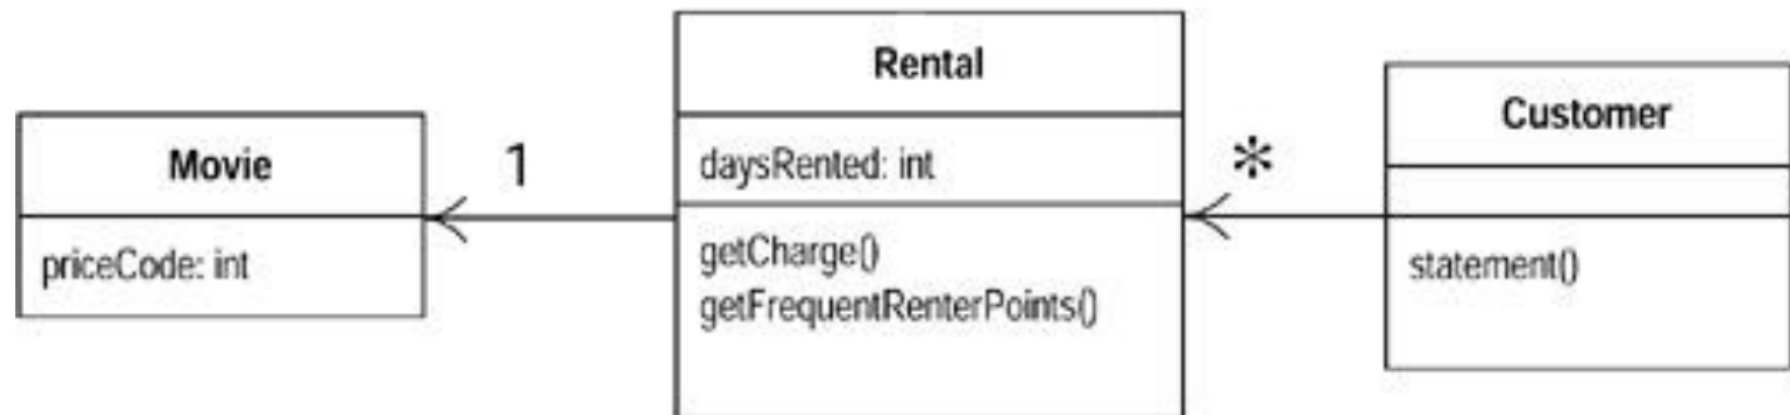 Movie
priceCode: int
1
Rental
daysRented: int
getCharge()
getFrequentRenterPoints()
*
Customer
statement()